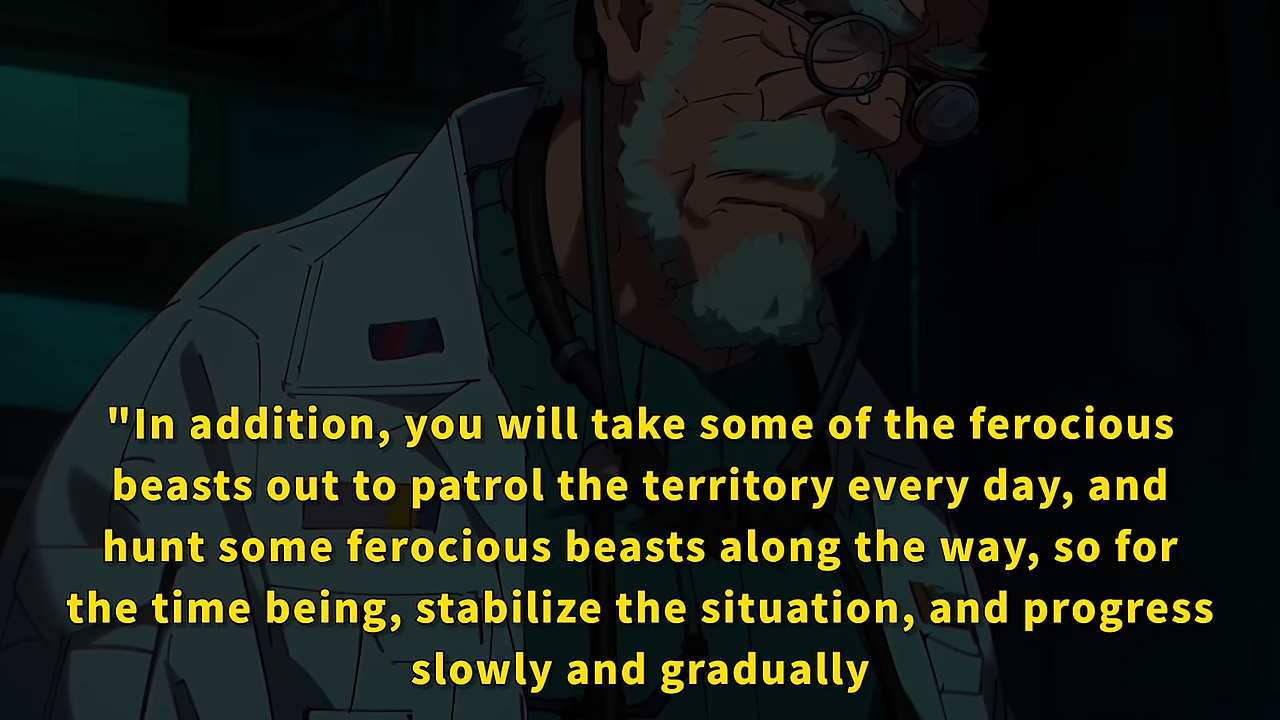 "In addition, you will take some of the ferocious
beasts out to patrol the territory every day, and
hunt some ferocious beasts along the way, so for
the time being, stabilize the situation, and progress
slowly and gradually